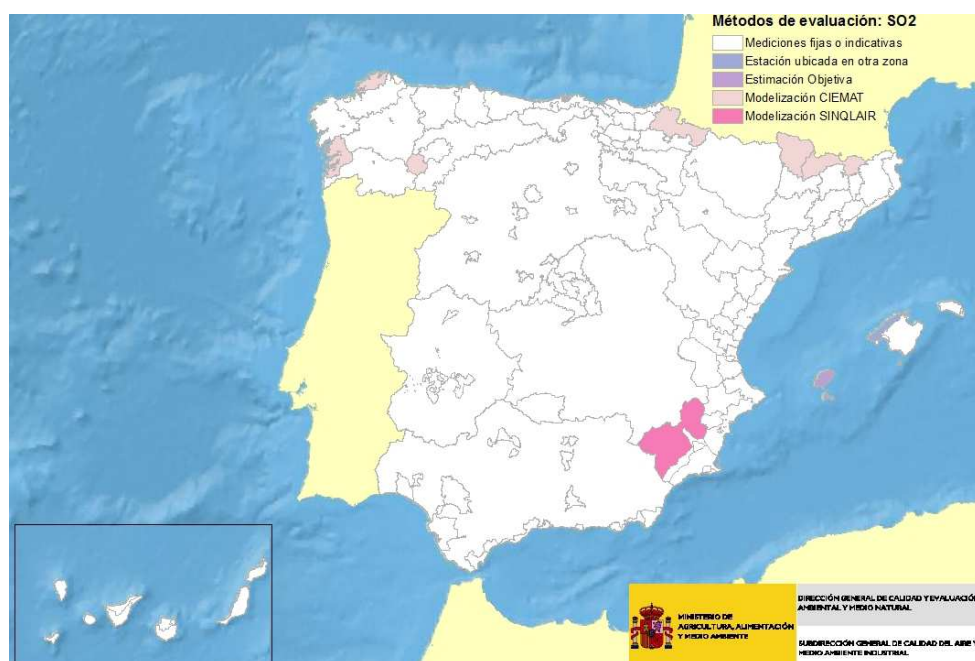 Métodos de evaluación: SO2
Mediciones fijas o indicativas
Estación ubicada en otra zona
Estimación Objetiva
Modelización CIEMAT
Modelización SINQLAIR
MINISTERIO DE
AGRICULTURA, ALIMENTACIÓN
Y MEDIO AMBIENTE
DIRECCIÓN GENERAL DE CALIDAD Y EVALUACIÓN
AMBIENTAL Y MEDIO NATURAL
SUBDIRECCIÓN GENERAL DE CALIDAD DEL AIRE Y
MEDIO AMBIENTE INDUSTRIAL